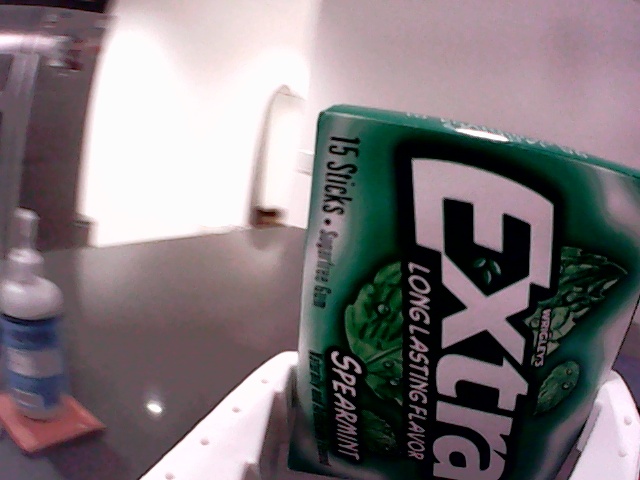 15 Sticks • Sugarfree Gum
Extra
WRIGLEY'S
LONG LASTING FLAVOR
SPEARMINT